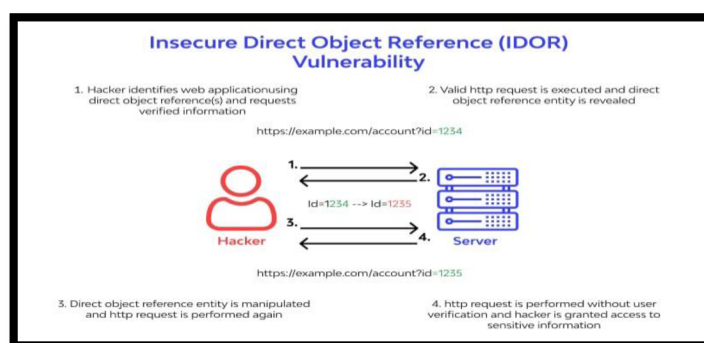 Insecure Direct Object Reference (IDOR)
Vulnerability
1. Hacker identifies web applicationusing
direct object reference(s) and requests
verified information
2. Valid http request is executed and direct
object reference entity is revealed
https://example.com/account?id=1234
1.
2.
Id=1234 --> Id=1235
3.
4.
Hacker
Server
https://example.com/account?id=1235
3. Direct object reference entity is manipulated
and http request is performed again
4. http request is performed without user
verification and hacker is granted access to
sensitive information